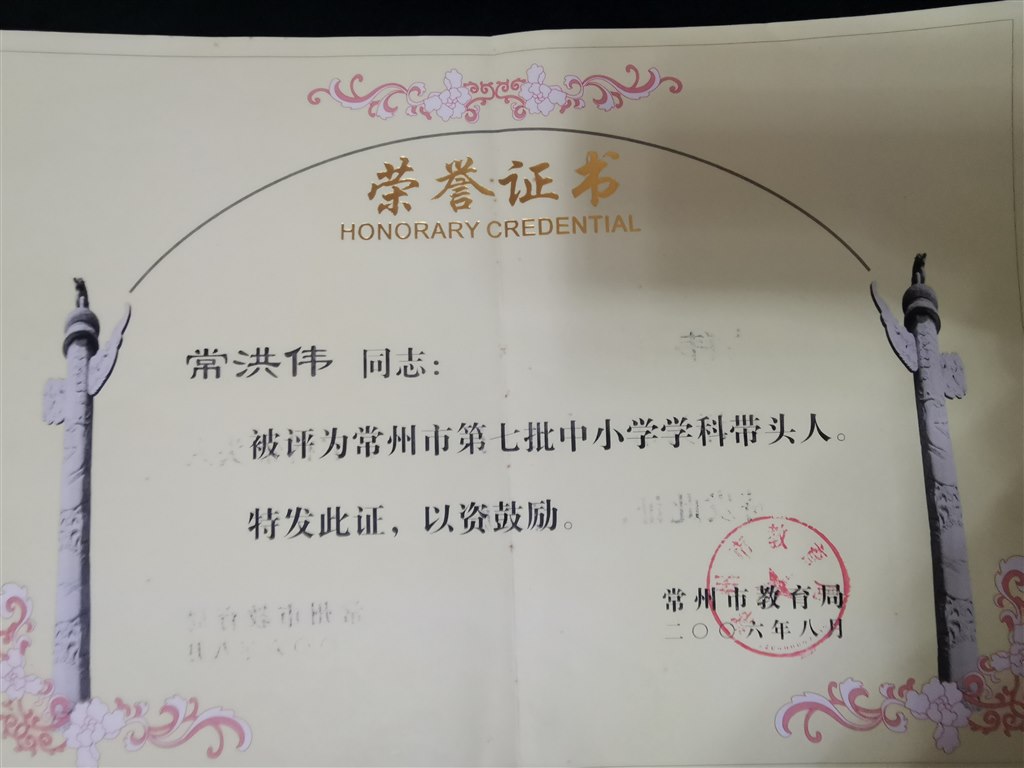 荣誉证书
HONORARY CREDENTIAL
常洪伟 同志：
被评为常州市第七批中小学学科带头人。
特发此证，以资鼓励。
常州市教育局
二〇〇六年八月